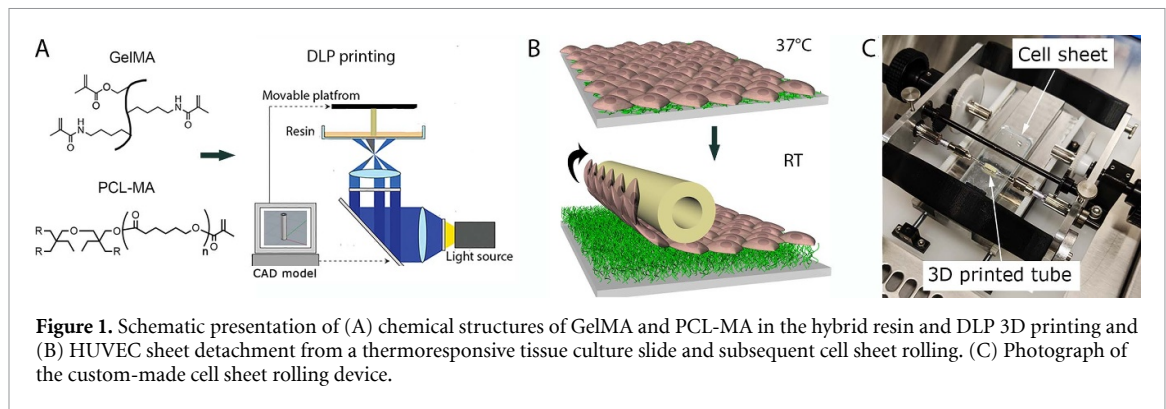 A
GelMA
O
O
NH
O
HN
O
PCL-MA
R
R
O
R
O
O
n
O
DLP printing
Movable platfrom
Resin
CAD model
Light source
B
37°C
RT
C
Cell sheet
3D printed tube
Figure 1. Schematic presentation of (A) chemical structures of GelMA and PCL-MA in the hybrid resin and DLP 3D printing and
(B) HUVEC sheet detachment from a thermoresponsive tissue culture slide and subsequent cell sheet rolling. (C) Photograph of
the custom-made cell sheet rolling device.